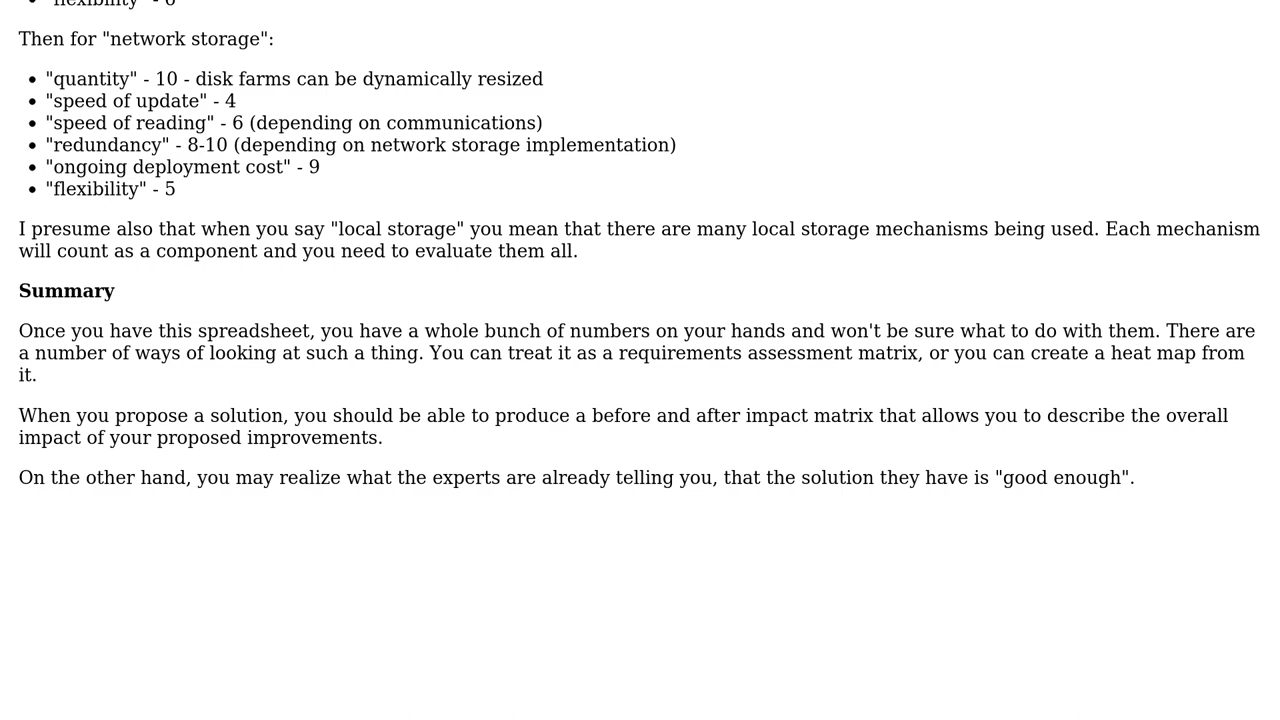 "flexibility" - 6
Then for "network storage":
"quantity" - 10 - disk farms can be dynamically resized
"speed of update" - 4
"speed of reading" - 6 (depending on communications)
"redundancy" - 8-10 (depending on network storage implementation)
"ongoing deployment cost" - 9
"flexibility" - 5
I presume also that when you say "local storage" you mean that there are many local storage mechanisms being used. Each mechanism
will count as a component and you need to evaluate them all.
Summary
Once you have this spreadsheet, you have a whole bunch of numbers on your hands and won't be sure what to do with them. There are
a number of ways of looking at such a thing. You can treat it as a requirements assessment matrix, or you can create a heat map from
it.
When you propose a solution, you should be able to produce a before and after impact matrix that allows you to describe the overall
impact of your proposed improvements.
On the other hand, you may realize what the experts are already telling you, that the solution they have is "good enough".